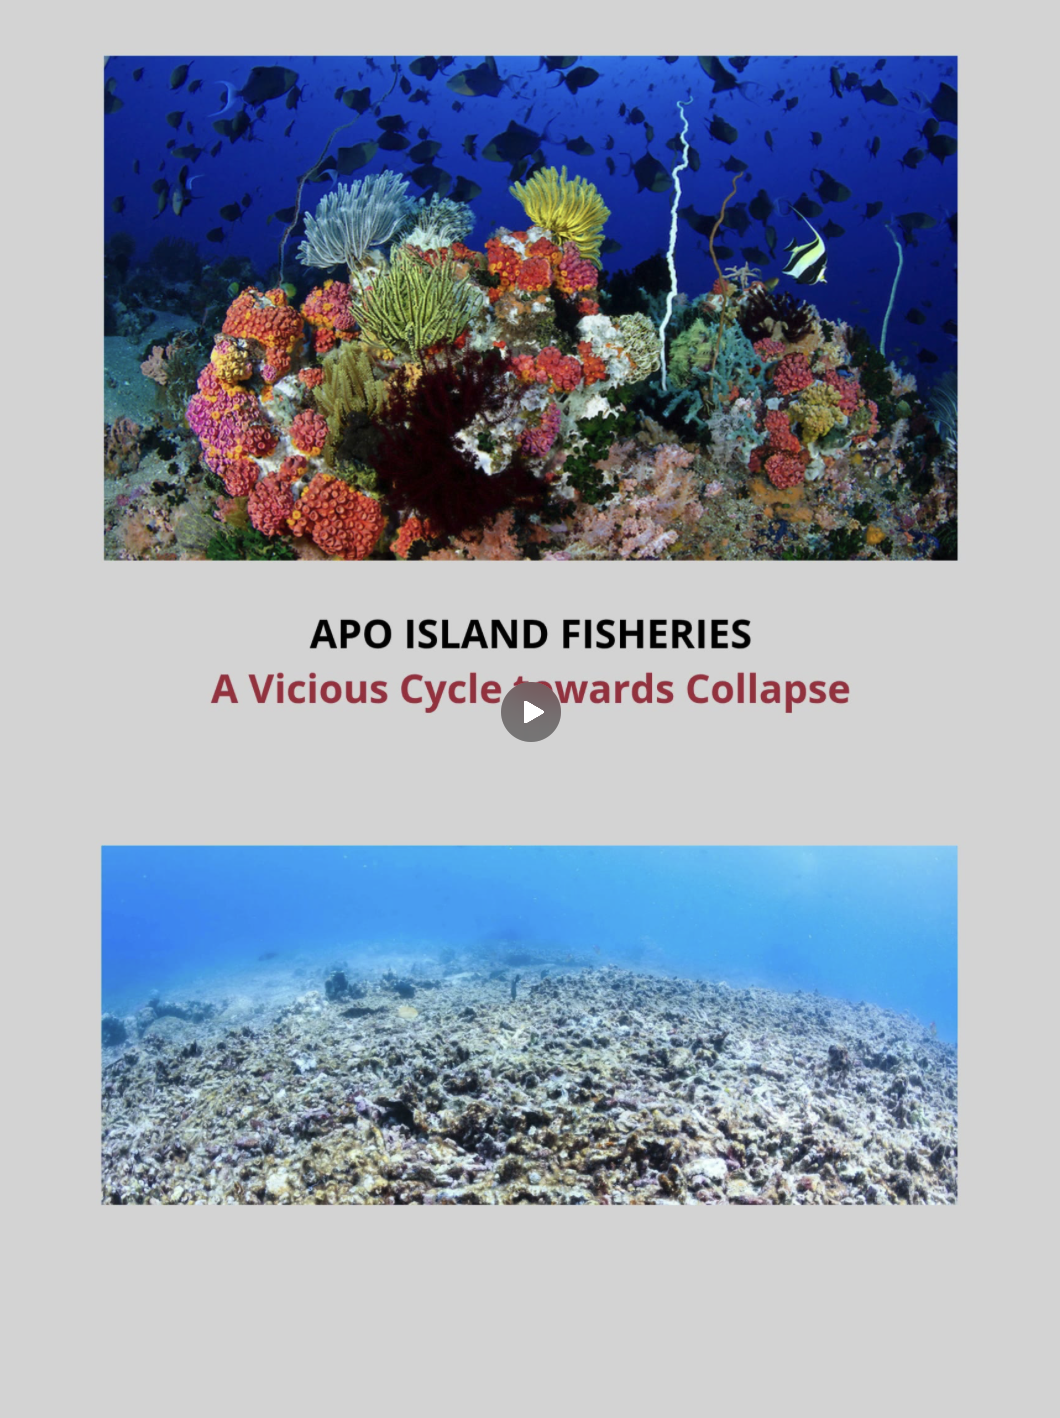 APO ISLAND FISHERIES
A Vicious Cycle towards Collapse